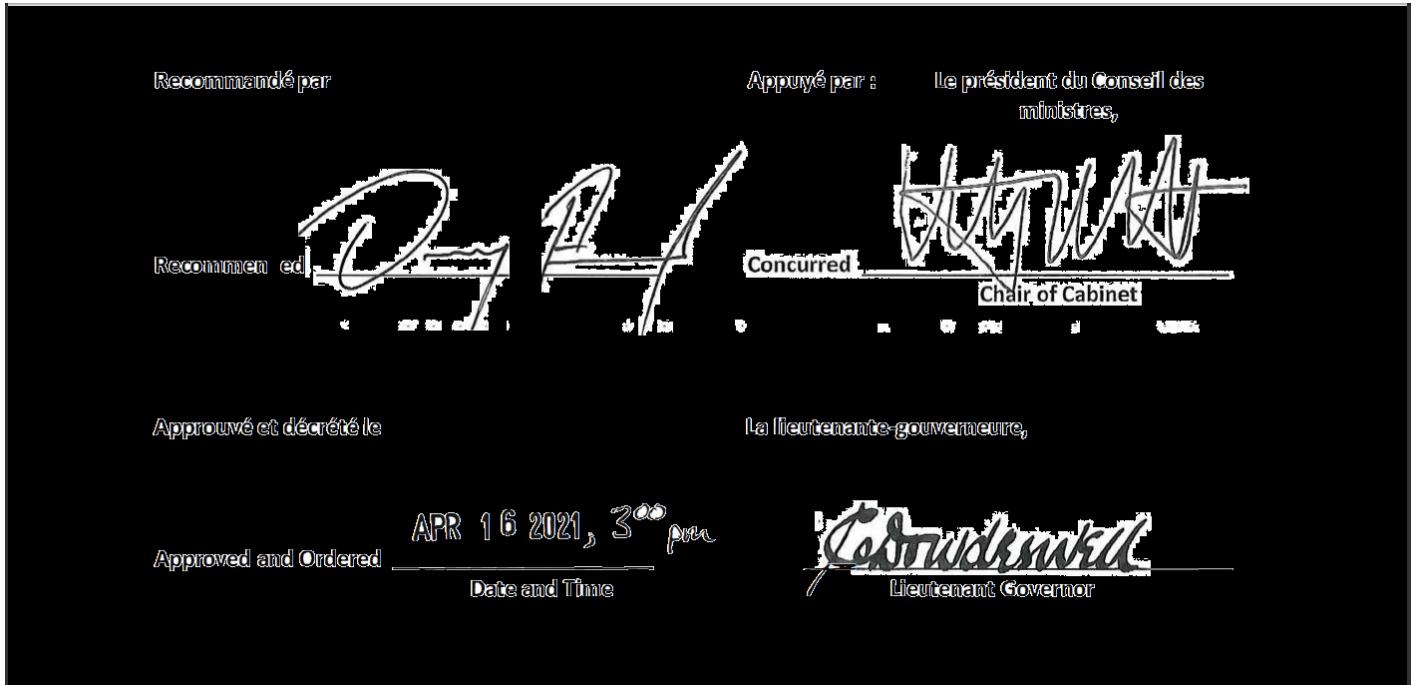 Recommandé par
Appuyé par : Le président du Conseil des
ministres,
Recommen ed
Concurred
Chair of Cabinet
Approuvé et décrété le
La lieutenante-gouverneure,
APR 16 2021, 3⁰⁰ pm
Approved and Ordered
Date and Time
Lieutenant Governor